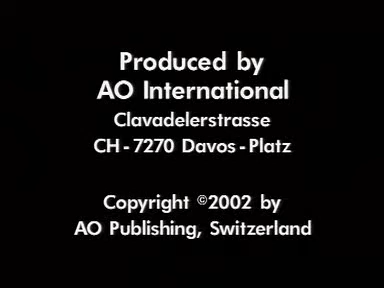 Produced by
AO International
Clavadelerstrasse
CH - 7270 Davos - Platz
Copyright ©2002 by
AO Publishing, Switzerland